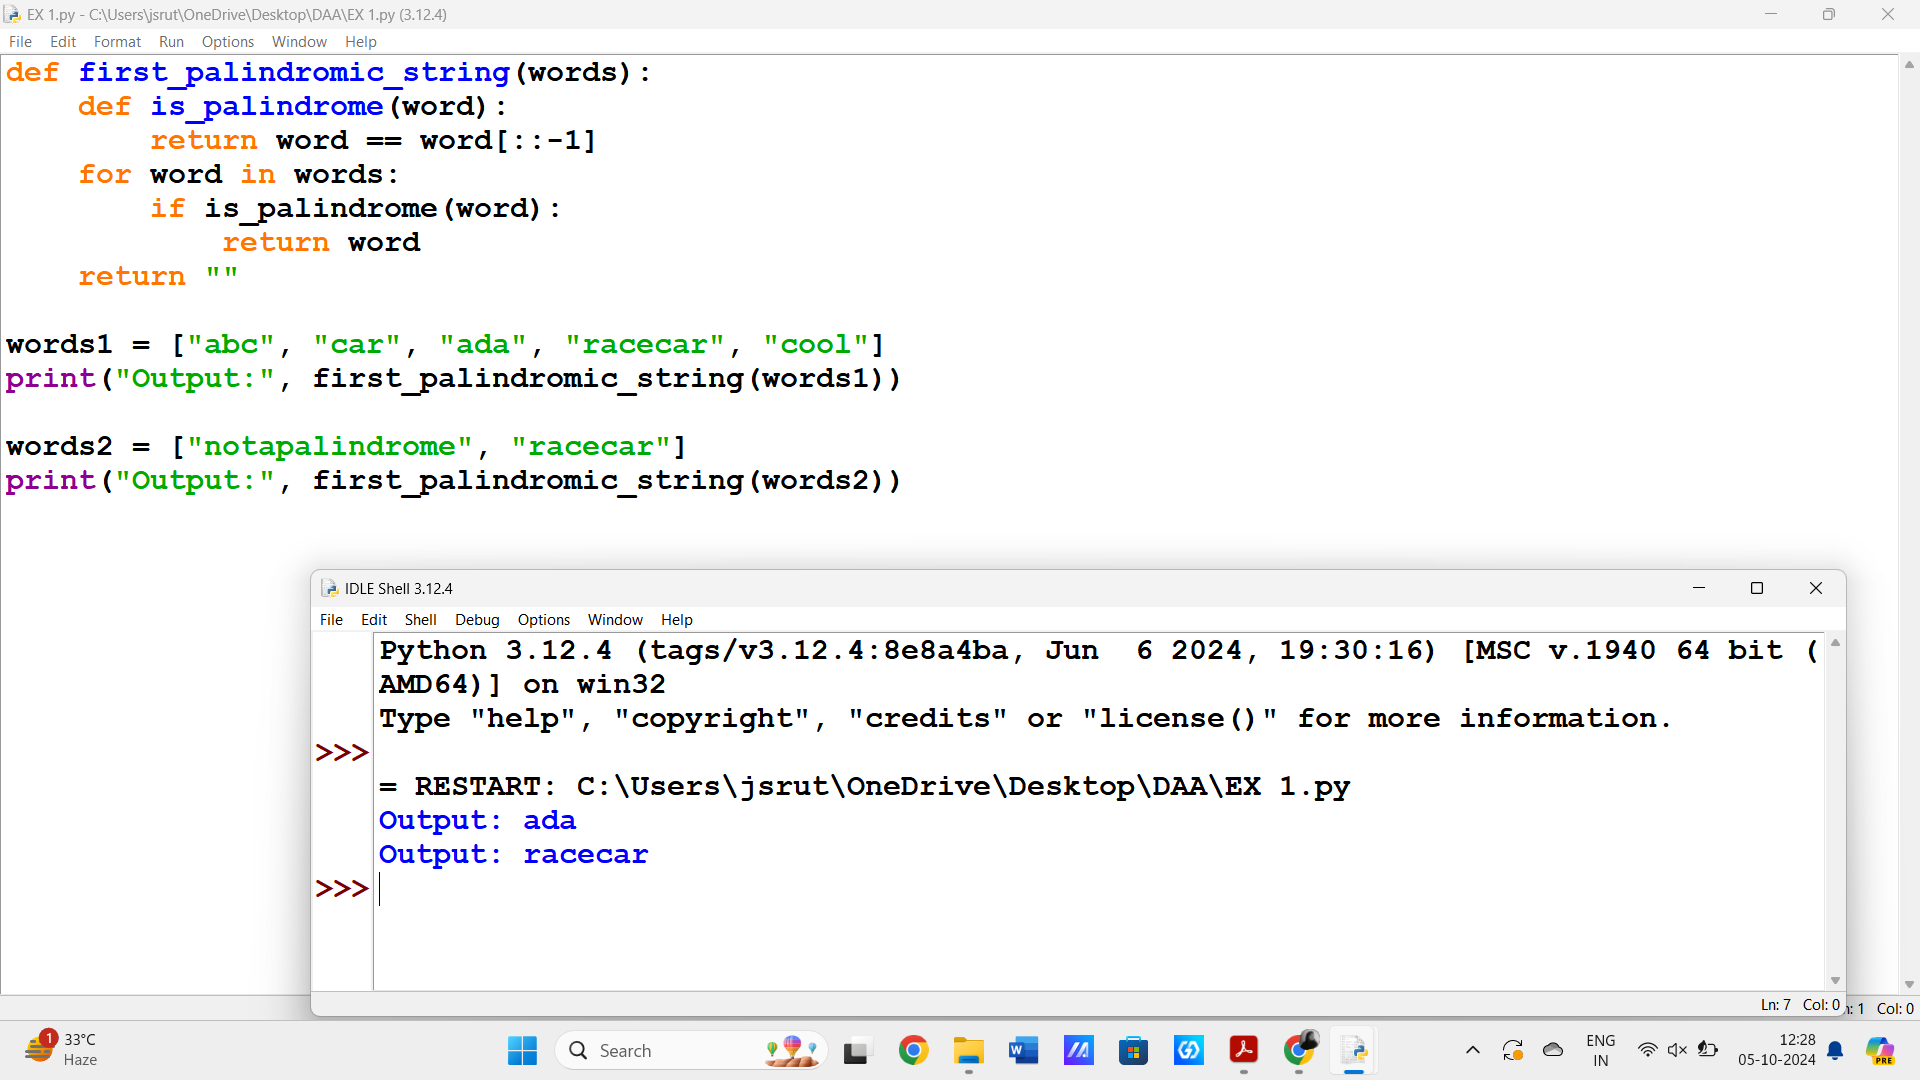 EX 1.py - C:\Users\jsrut\OneDrive\Desktop\DAA\EX 1.py (3.12.4)
File Edit Format Run Options Window Help
def first_palindromic_string(words):
    def is_palindrome(word):
        return word == word[::-1]
    for word in words:
        if is_palindrome(word):
            return word
    return ""

words1 = ["abc", "car", "ada", "racecar", "cool"]
print("Output:", first_palindromic_string(words1))

words2 = ["notapalindrome", "racecar"]
print("Output:", first_palindromic_string(words2))
IDLE Shell 3.12.4
File Edit Shell Debug Options Window Help
Python 3.12.4 (tags/v3.12.4:8e8a4ba, Jun  6 2024, 19:30:16) [MSC v.1940 64 bit (
AMD64)] on win32
Type "help", "copyright", "credits" or "license()" for more information.
>>>
= RESTART: C:\Users\jsrut\OneDrive\Desktop\DAA\EX 1.py
Output: ada
Output: racecar
>>>
Ln: 7 Col: 0
: 1 Col: 0
1
33°C
Haze
Search
ENG
IN
12:28
05-10-2024
PRE